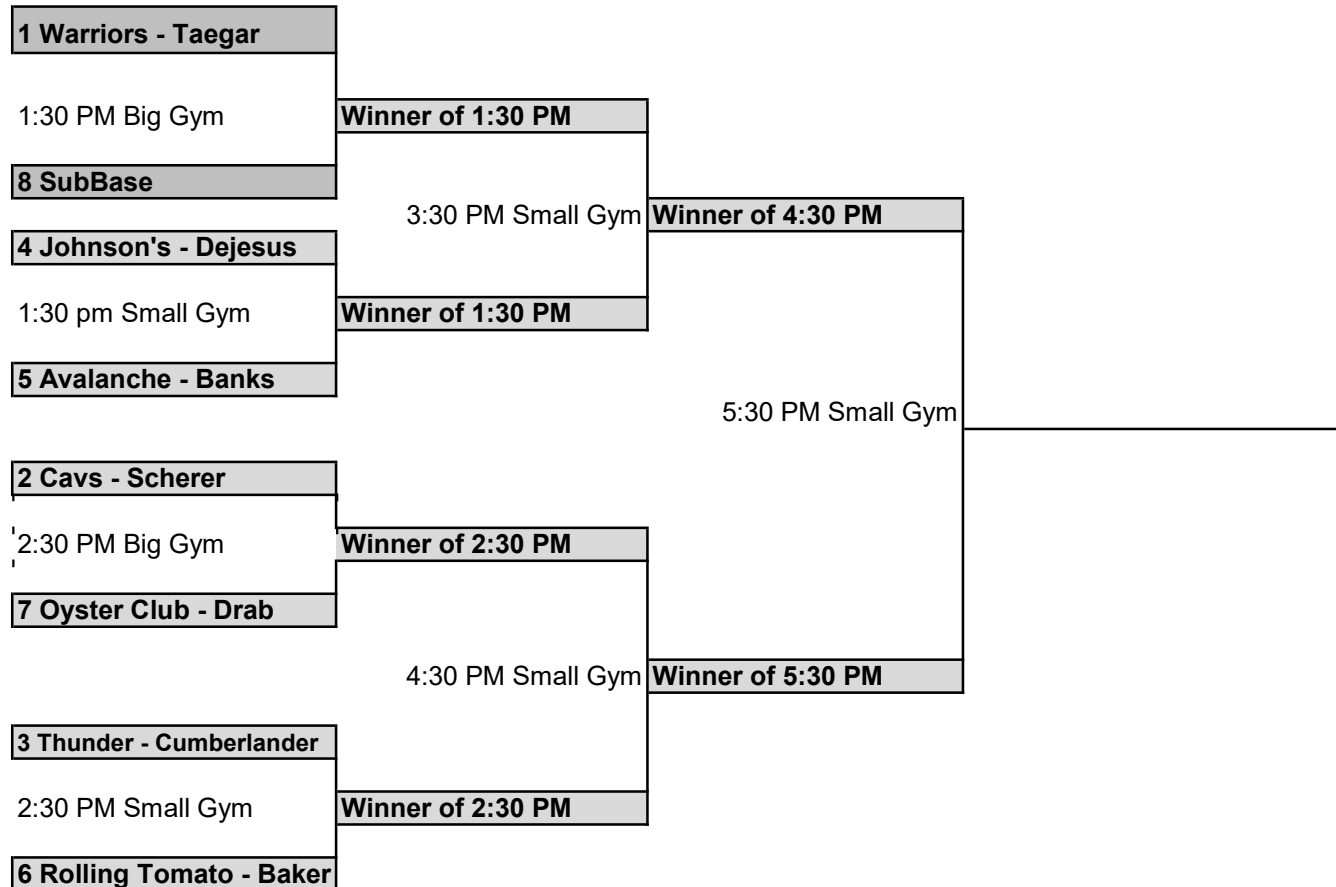 1 Warriors - Taegar
1:30 PM Big Gym
Winner of 1:30 PM
8 SubBase
3:30 PM Small Gym
Winner of 4:30 PM
4 Johnson's - Dejesus
1:30 pm Small Gym
Winner of 1:30 PM
5 Avalanche - Banks
5:30 PM Small Gym
2 Cavs - Scherer
2:30 PM Big Gym
Winner of 2:30 PM
7 Oyster Club - Drab
4:30 PM Small Gym
Winner of 5:30 PM
3 Thunder - Cumberlander
2:30 PM Small Gym
Winner of 2:30 PM
6 Rolling Tomato - Baker